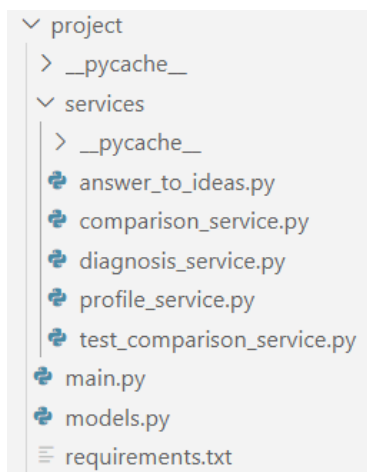 project
__pycache__
services
__pycache__
answer_to_ideas.py
comparison_service.py
diagnosis_service.py
profile_service.py
test_comparison_service.py
main.py
models.py
requirements.txt